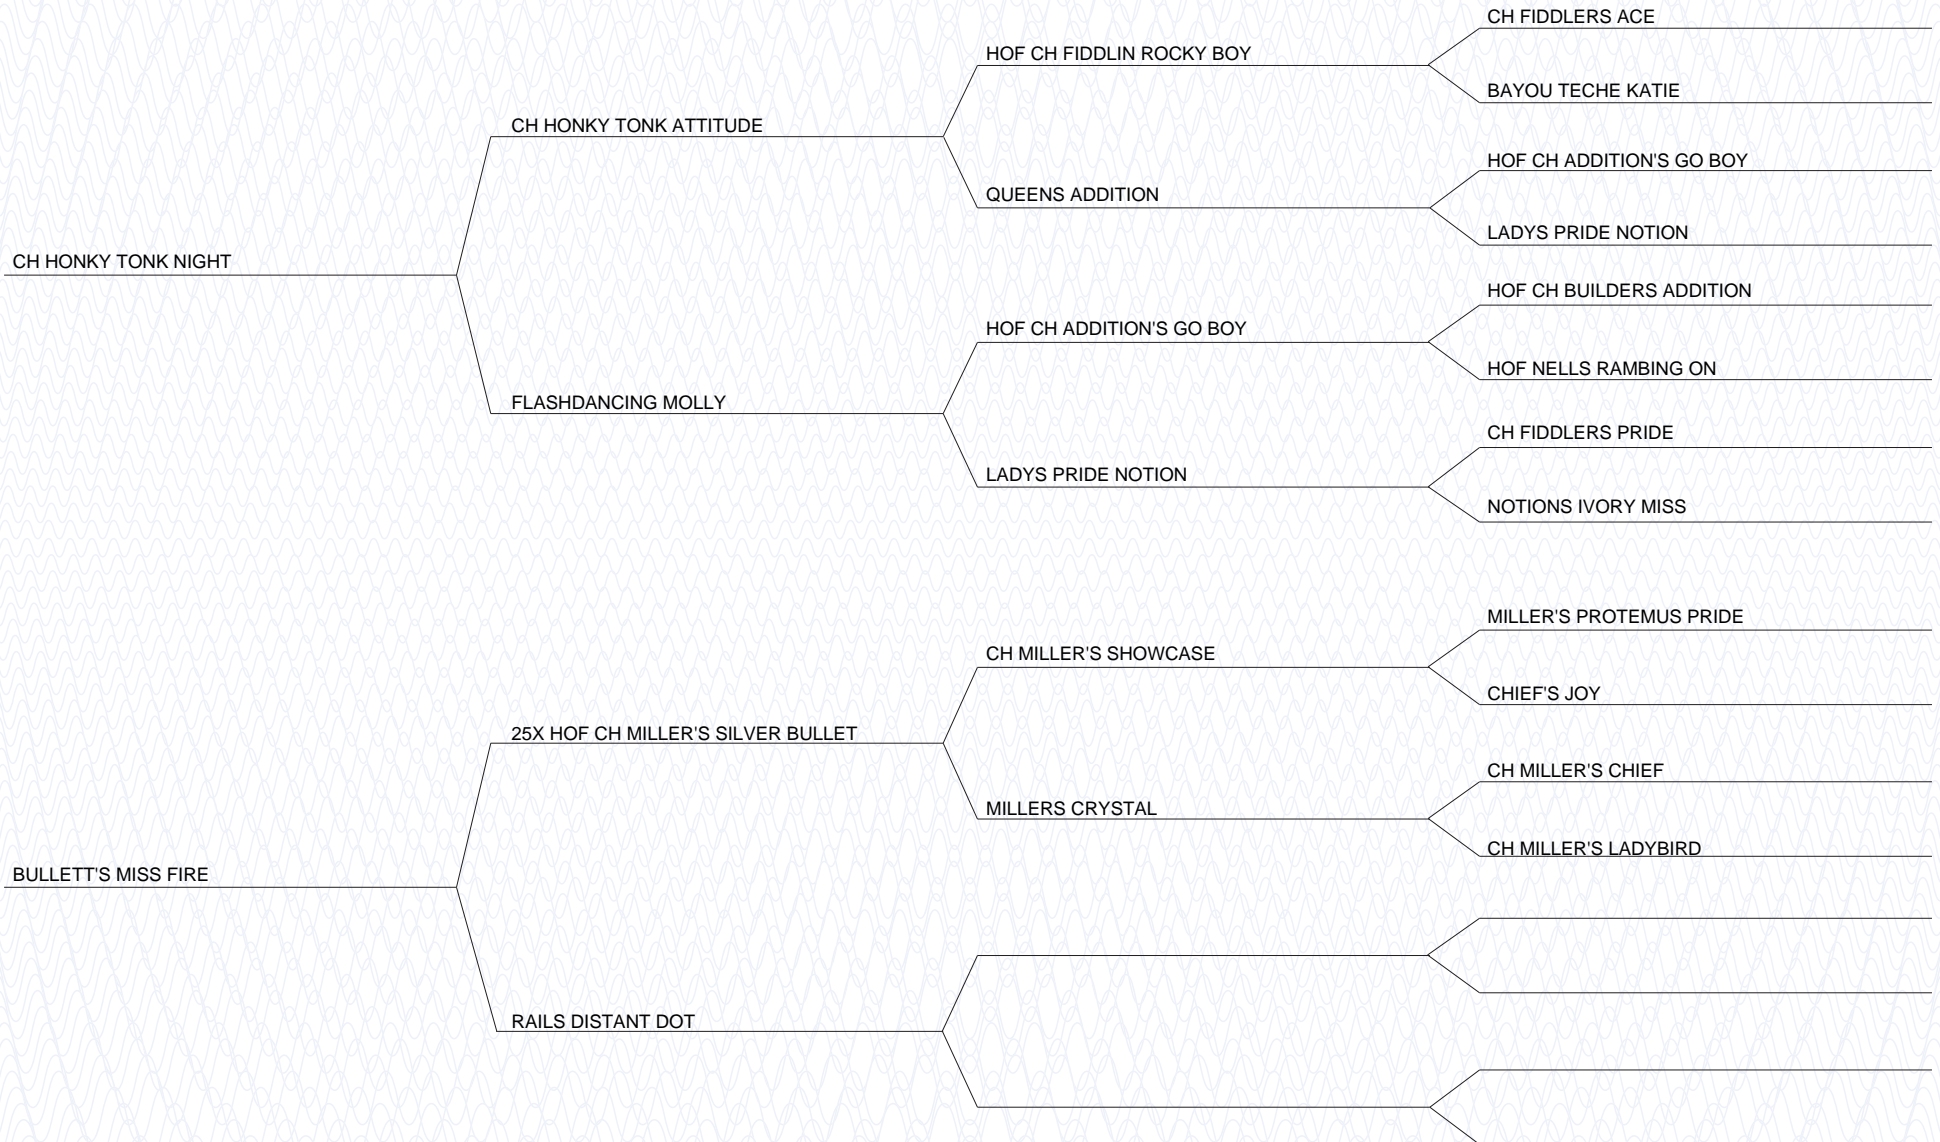 CH FIDDLERS ACE
HOF CH FIDDLIN ROCKY BOY
BAYOU TECHE KATIE
CH HONKY TONK ATTITUDE
HOF CH ADDITION'S GO BOY
QUEENS ADDITION
LADYS PRIDE NOTION
CH HONKY TONK NIGHT
HOF CH BUILDERS ADDITION
HOF CH ADDITION'S GO BOY
HOF NELLS RAMBING ON
FLASHDANCING MOLLY
CH FIDDLERS PRIDE
LADYS PRIDE NOTION
NOTIONS IVORY MISS
MILLER'S PROTEMUS PRIDE
CH MILLER'S SHOWCASE
CHIEF'S JOY
25X HOF CH MILLER'S SILVER BULLET
CH MILLER'S CHIEF
MILLERS CRYSTAL
CH MILLER'S LADYBIRD
BULLETT'S MISS FIRE
RAILS DISTANT DOT